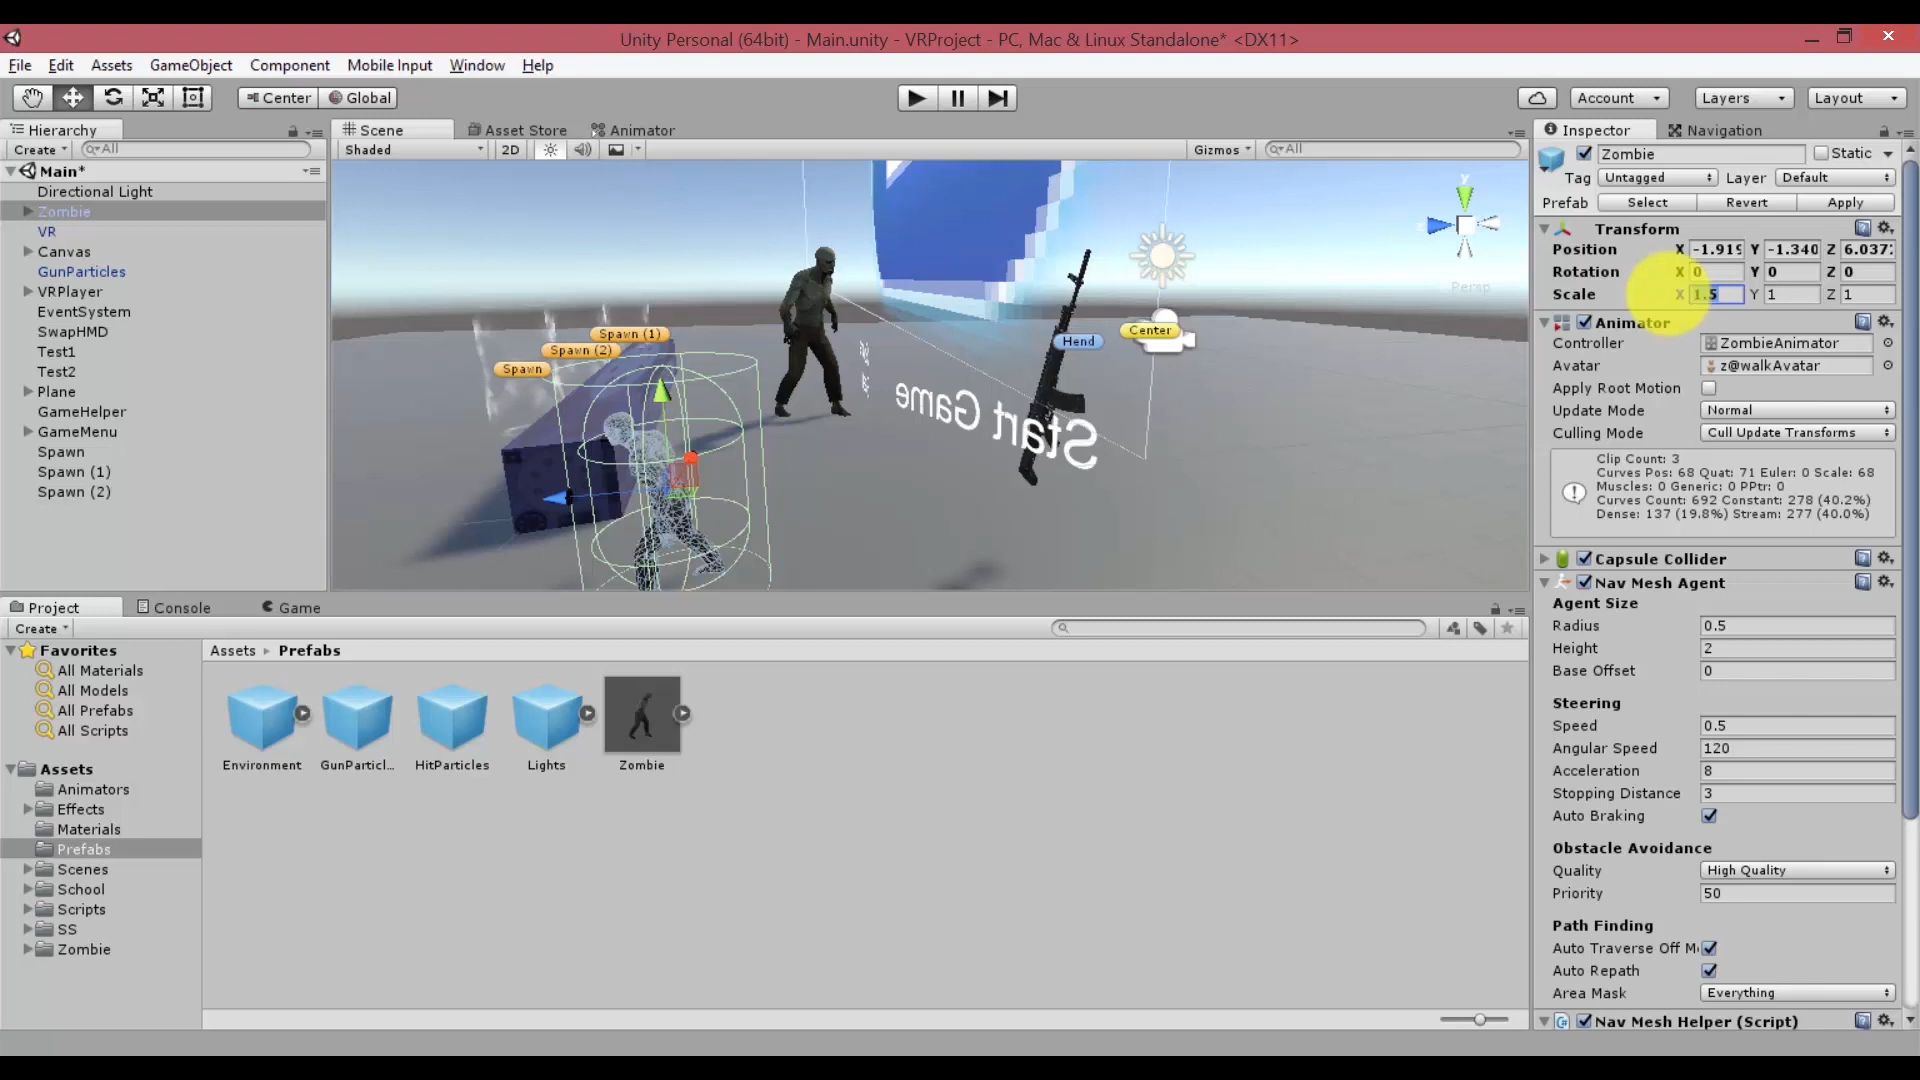 Unity Personal (64bit) - Main.unity - VRProject - PC, Mac & Linux Standalone* <DX11>
File Edit Assets GameObject Component Mobile Input Window Help
Center Global Account Layers Layout
Hierarchy Scene Asset Store Animator Inspector Navigation
Create All Shaded 2D Gizmos All
Main*
Directional Light
Zombie
VR
Canvas
GunParticles
VRPlayer
EventSystem
SwapHMD
Test1
Test2
Plane
GameHelper
GameMenu
Spawn
Spawn (1)
Spawn (2)
Spawn (1)
Spawn (2)
Spawn
Hend
Center
Start Game
y
Persp
Zombie Static
Tag Untagged Layer Default
Prefab Select Revert Apply
Transform
Position X -1.919 Y -1.340 Z 6.037
Rotation X 0 Y 0 Z 0
Scale X 1.5 Y 1 Z 1
Animator
Controller ZombieAnimator
Avatar z@walkAvatar
Apply Root Motion
Update Mode Normal
Culling Mode Cull Update Transforms
Clip Count: 3
Curves Pos: 68 Quat: 71 Euler: 0 Scale: 68
Muscles: 0 Generic: 0 PPtr: 0
Curves Count: 692 Constant: 278 (40.2%)
Dense: 137 (19.8%) Stream: 277 (40.0%)
Capsule Collider
Nav Mesh Agent
Agent Size
Radius 0.5
Height 2
Base Offset 0
Steering
Speed 0.5
Angular Speed 120
Acceleration 8
Stopping Distance 3
Auto Braking
Obstacle Avoidance
Quality High Quality
Priority 50
Path Finding
Auto Traverse Off M
Auto Repath
Area Mask Everything
Nav Mesh Helper (Script)
Project Console Game
Create
Favorites
All Materials
All Models
All Prefabs
All Scripts
Assets
Animators
Effects
Materials
Prefabs
Scenes
School
Scripts
SS
Zombie
Assets Prefabs
Environment GunParticl... HitParticles Lights Zombie